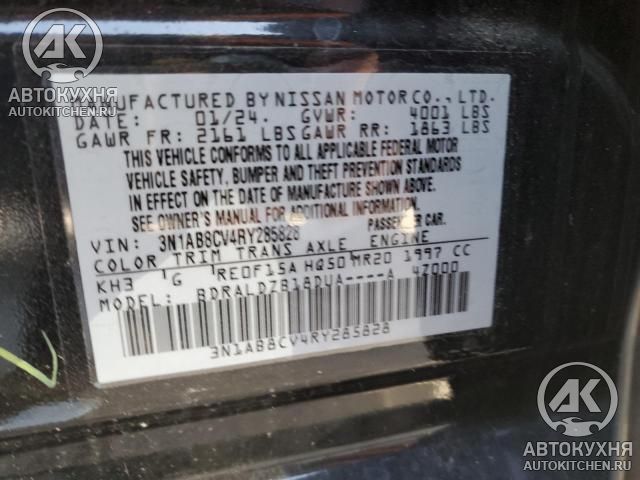 AK
АВТОКУХНЯ
AUTOKITCHEN.RU
MANUFACTURED BY NISSAN MOTOR CO., LTD.
DATE: 01/24. GVWR: 4001 LBS
GAWR FR: 2161 LBS GAWR RR: 1863 LBS
THIS VEHICLE CONFORMS TO ALL APPLICABLE FEDERAL MOTOR
VEHICLE SAFETY, BUMPER AND THEFT PREVENTION STANDARDS
IN EFFECT ON THE DATE OF MANUFACTURE SHOWN ABOVE.
SEE OWNER'S MANUAL FOR ADDITIONAL INFORMATION.
VIN: 3N1AB8CV4RY285828 PASSENGER CAR.
COLOR TRIM TRANS AXLE ENGINE
KH3 G RE0F15A HQ50 MR20 1997 CC
MODEL: BDRALDZB18DUA----A 4Z000
3N1AB8CV4RY285828
AK
АВТОКУХНЯ
AUTOKITCHEN.RU